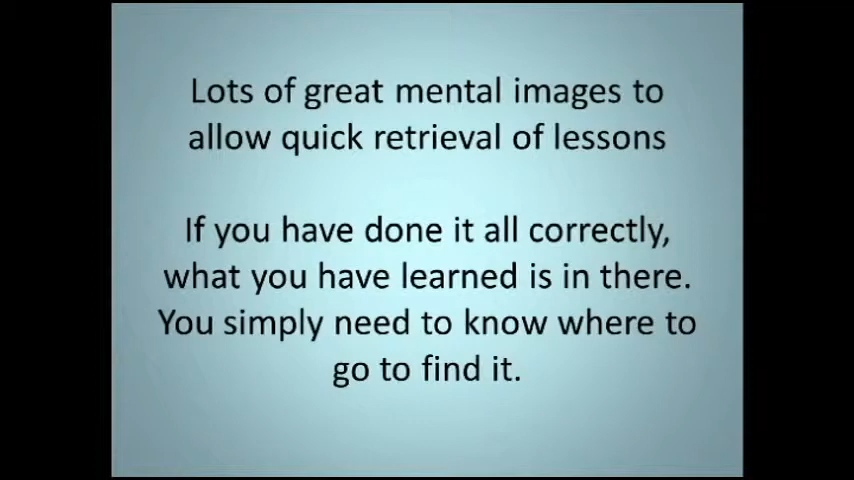 Lots of great mental images to
allow quick retrieval of lessons
If you have done it all correctly,
what you have learned is in there.
You simply need to know where to
go to find it.